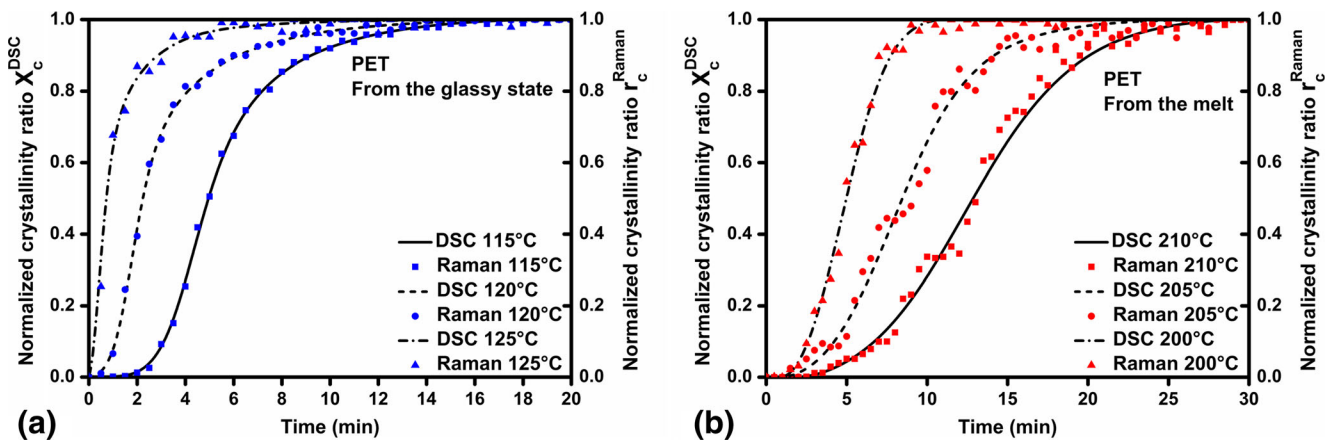 1.0
0.8
0.6
0.4
0.2
0.0
Normalized crystallinity ratio X_c^DSC
PET
From the glassy state
DSC 115°C
Raman 115°C
DSC 120°C
Raman 120°C
DSC 125°C
Raman 125°C
1.0
0.8
0.6
0.4
0.2
0.0
Normalized crystallinity ratio r_c^Raman
0 2 4 6 8 10 12 14 16 18 20
Time (min)
(a)
1.0
0.8
0.6
0.4
0.2
0.0
Normalized crystallinity ratio X_c^DSC
PET
From the melt
DSC 210°C
Raman 210°C
DSC 205°C
Raman 205°C
DSC 200°C
Raman 200°C
1.0
0.8
0.6
0.4
0.2
0.0
Normalized crystallinity ratio r_c^Raman
0 5 10 15 20 25 30
Time (min)
(b)